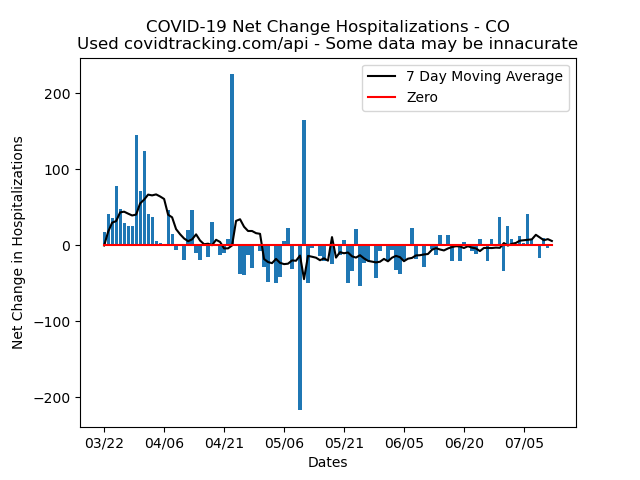 COVID-19 Net Change Hospitalizations - CO
Used covidtracking.com/api - Some data may be innacurate
7 Day Moving Average
Zero
Net Change in Hospitalizations
200
100
0
−100
−200
03/22 04/06 04/21 05/06 05/21 06/05 06/20 07/05
Dates